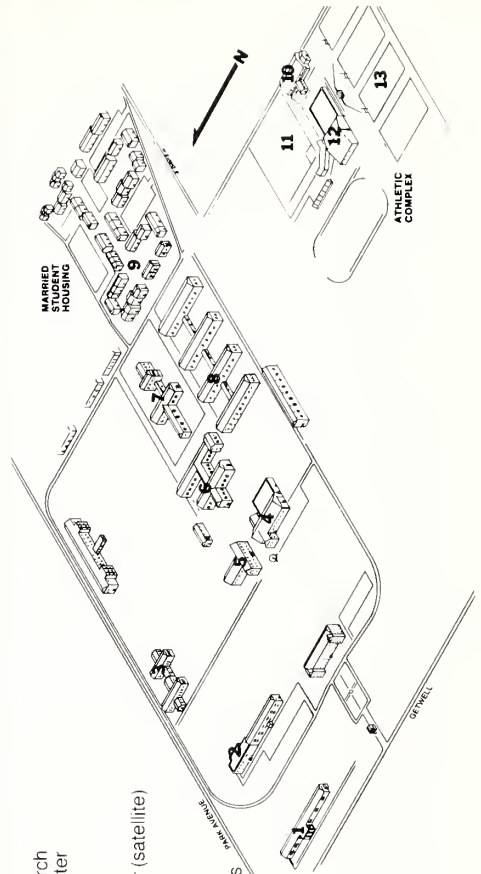 rch
ter
r (satellite)
s
MARRIED
STUDENT
HOUSING
N
9
10
11
12
13
ATHLETIC
COMPLEX
7
8
6
5
4
3
2
1
PARK AVENUE
GETWELL